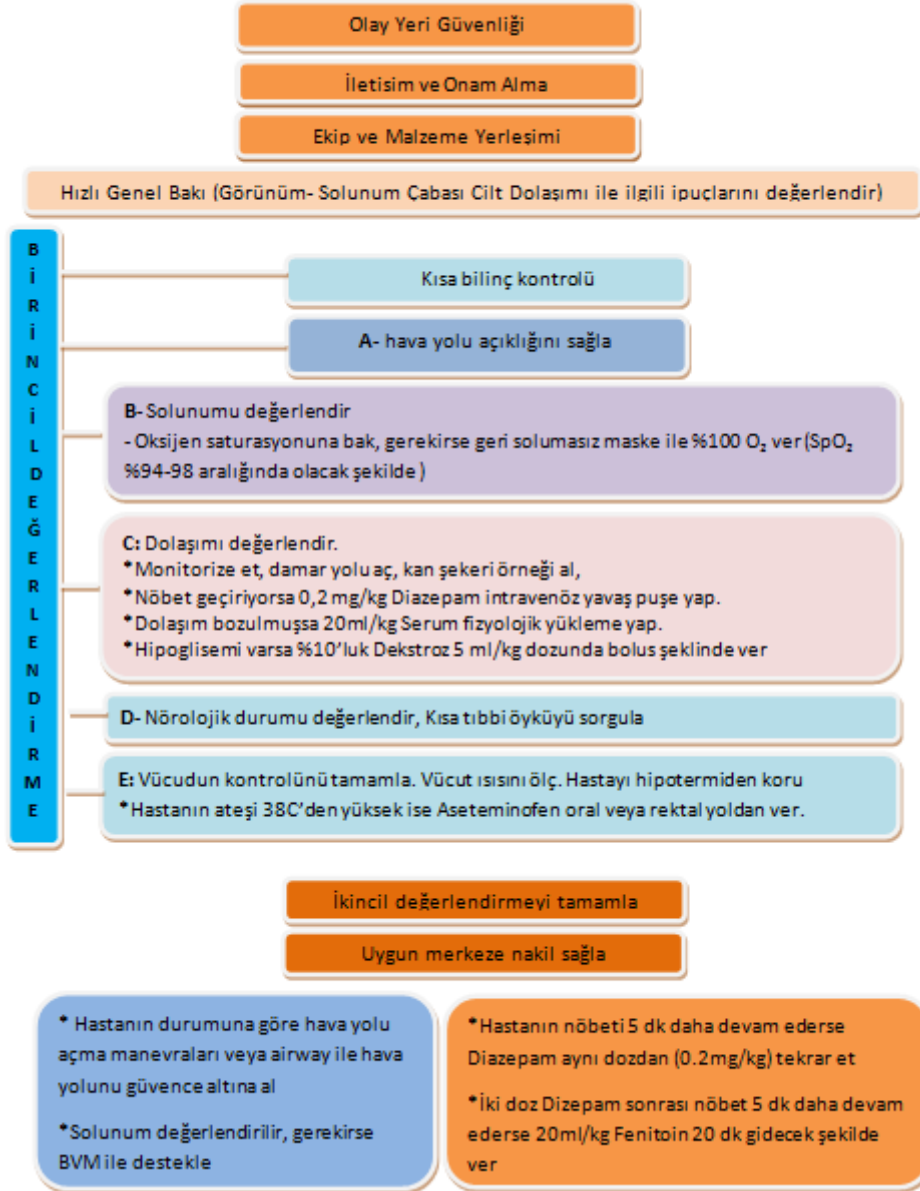 Olay Yeri Güvenliği
İletisim ve Onam Alma
Ekip ve Malzeme Yerleşimi
Hızlı Genel Bakı (Görünüm- Solunum Çabası Cilt Dolaşımı ile ilgili ipuçlarını değerlendir)
BİRİNCİL DEĞERLENDİRME
Kısa bilinç kontrolü
A- hava yolu açıklığını sağla
B- Solunumu değerlendir
- Oksijen saturasyonuna bak, gerekirse geri solumasız maske ile %100 O₂ ver (SpO₂
%94-98 aralığında olacak şekilde )
C: Dolaşımı değerlendir.
*Monitorize et, damar yolu aç, kan şekeri örneği al,
*Nöbet geçiriyorsa 0,2 mg/kg Diazepam intravenöz yavaş puşe yap.
*Dolaşım bozulmuşsa 20ml/kg Serum fizyolojik yükleme yap.
*Hipoglisemi varsa %10'luk Dekstroz 5 ml/kg dozunda bolus şeklinde ver
D- Nörolojik durumu değerlendir, Kısa tıbbi öyküyü sorgula
E: Vücudun kontrolünü tamamla. Vücut ısısını ölç. Hastayı hipotermiden koru
*Hastanın ateşi 38C'den yüksek ise Aseteminofen oral veya rektal yoldan ver.
İkincil değerlendirmeyi tamamla
Uygun merkeze nakil sağla
* Hastanın durumuna göre hava yolu
açma manevraları veya airway ile hava
yolunu güvence altına al
*Solunum değerlendirilir, gerekirse
BVM ile destekle
*Hastanın nöbeti 5 dk daha devam ederse
Diazepam aynı dozdan (0.2mg/kg) tekrar et
*İki doz Dizepam sonrası nöbet 5 dk daha devam
ederse 20ml/kg Fenitoin 20 dk gidecek şekilde
ver